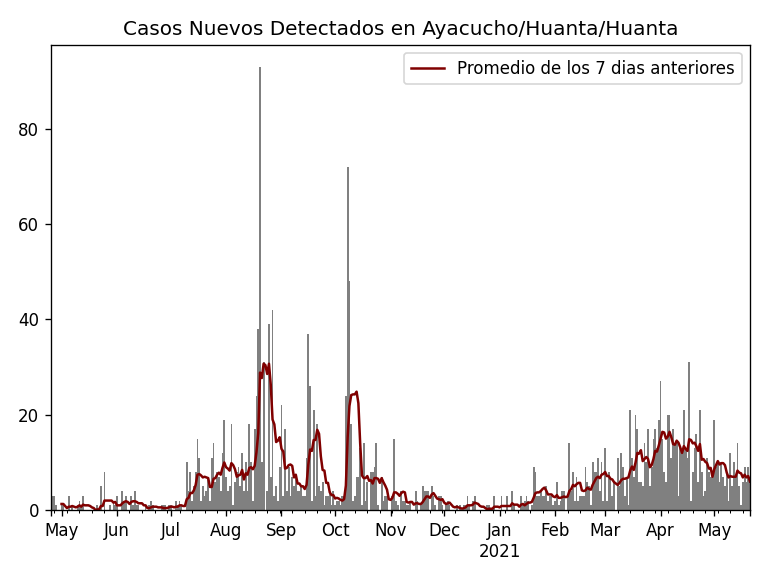 Casos Nuevos Detectados en Ayacucho/Huanta/Huanta
Promedio de los 7 dias anteriores
80
60
40
20
0
May Jun Jul Aug Sep Oct Nov Dec Jan Feb Mar Apr May
2021